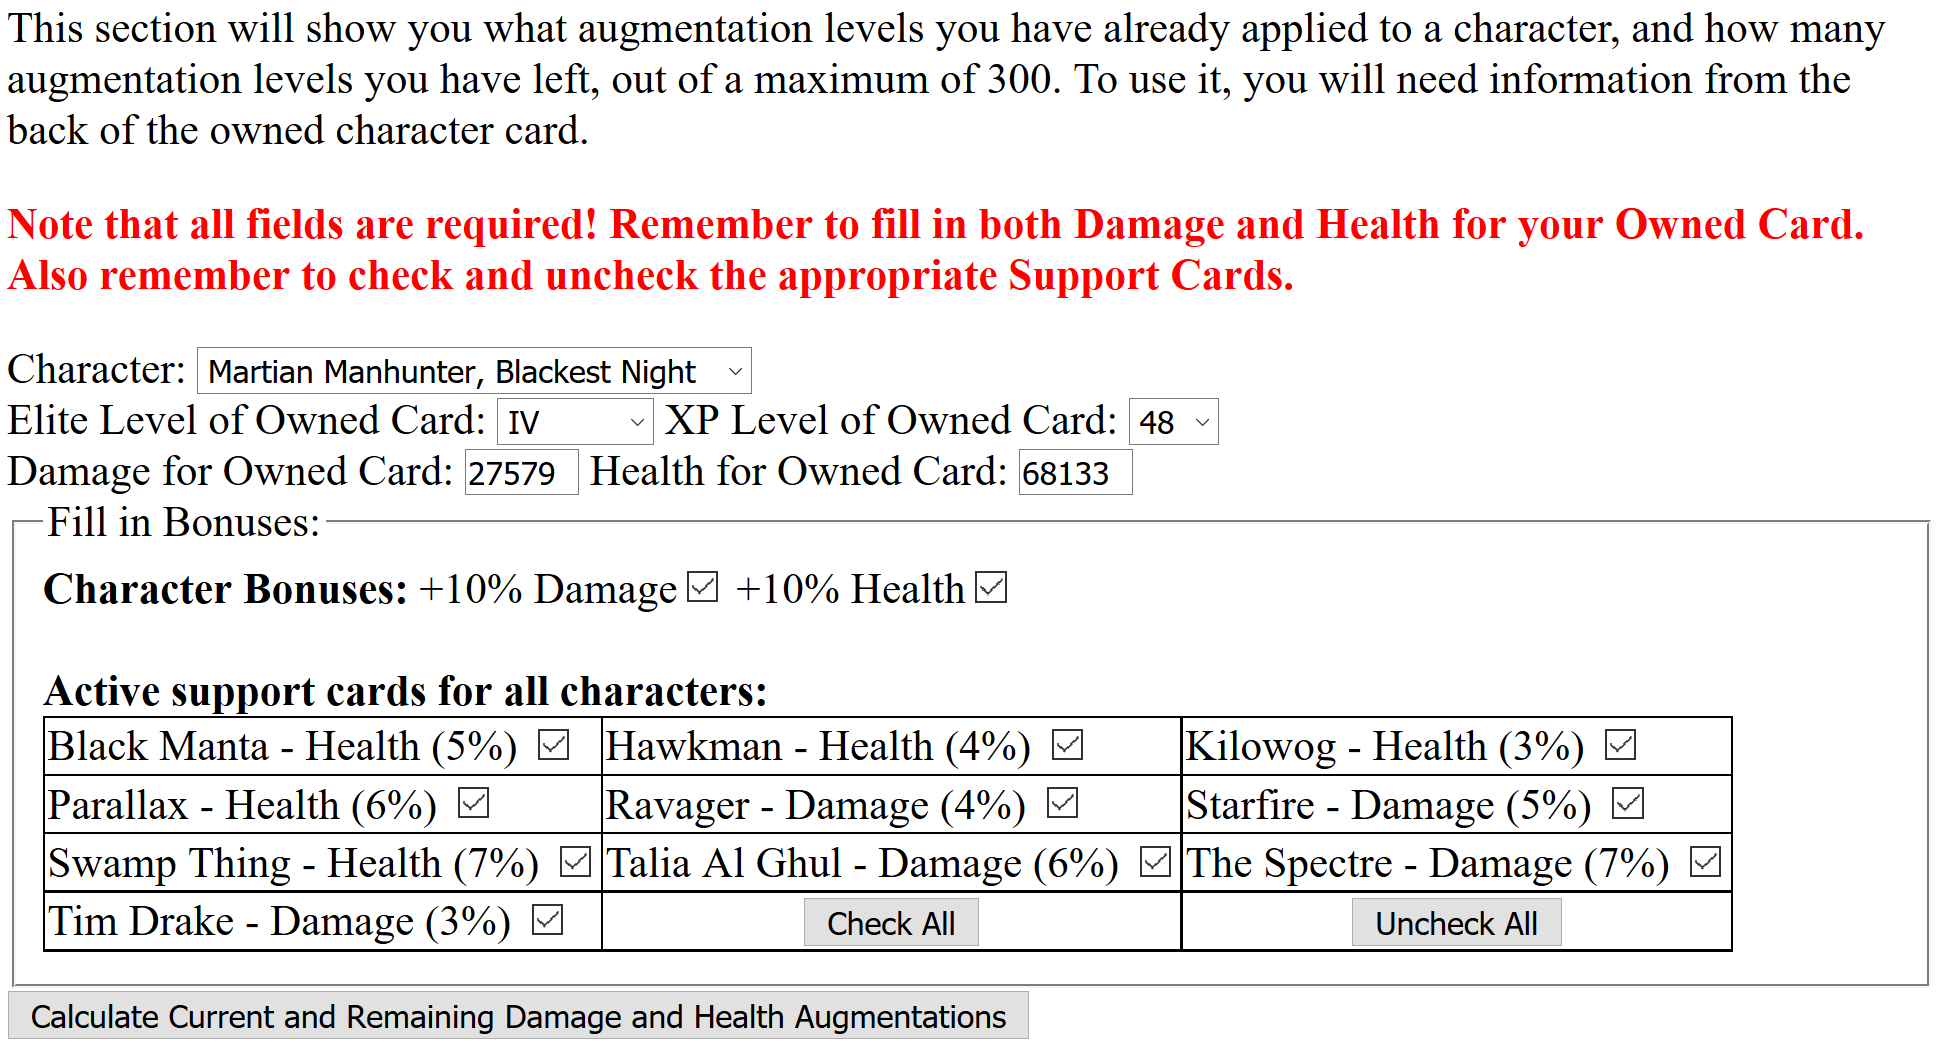 This section will show you what augmentation levels you have already applied to a character, and how many
augmentation levels you have left, out of a maximum of 300. To use it, you will need information from the
back of the owned character card.
Note that all fields are required! Remember to fill in both Damage and Health for your Owned Card.
Also remember to check and uncheck the appropriate Support Cards.
Character: Martian Manhunter, Blackest Night
Elite Level of Owned Card: IV XP Level of Owned Card: 48
Damage for Owned Card: 27579 Health for Owned Card: 68133
Fill in Bonuses:
Character Bonuses: +10% Damage +10% Health
Active support cards for all characters:
Black Manta - Health (5%) Hawkman - Health (4%) Kilowog - Health (3%)
Parallax - Health (6%) Ravager - Damage (4%) Starfire - Damage (5%)
Swamp Thing - Health (7%) Talia Al Ghul - Damage (6%) The Spectre - Damage (7%)
Tim Drake - Damage (3%) Check All Uncheck All
Calculate Current and Remaining Damage and Health Augmentations